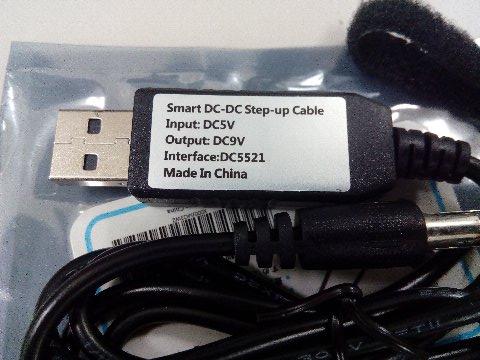 Smart DC-DC Step-up Cable
Input: DC5V
Output: DC9V
Interface:DC5521
Made In China